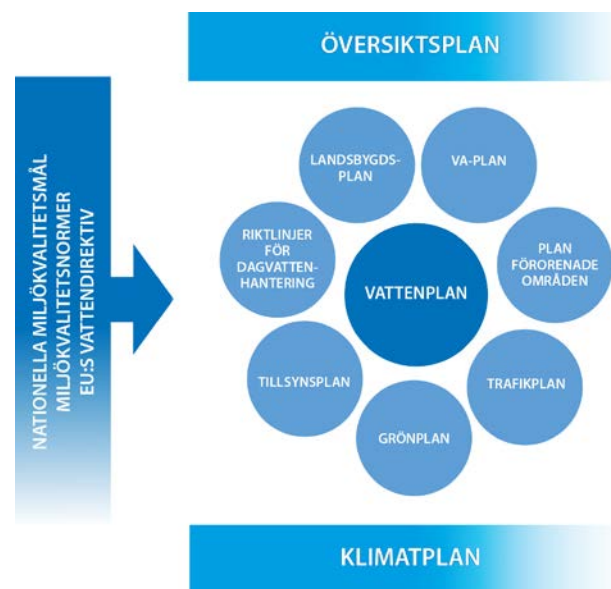 ÖVERSIKTSPLAN
NATIONELLA MILJÖKVALITETSMÅL
MILJÖKVALITETSNORMER
EU:S VATTENDIREKTIV
LANDSBYGDS-
PLAN
VA-PLAN
RIKTLINJER
FÖR
DAGVATTEN-
HANTERING
VATTENPLAN
PLAN
FÖRORENADE
OMRÅDEN
TILLSYNSPLAN
TRAFIKPLAN
GRÖNPLAN
KLIMATPLAN